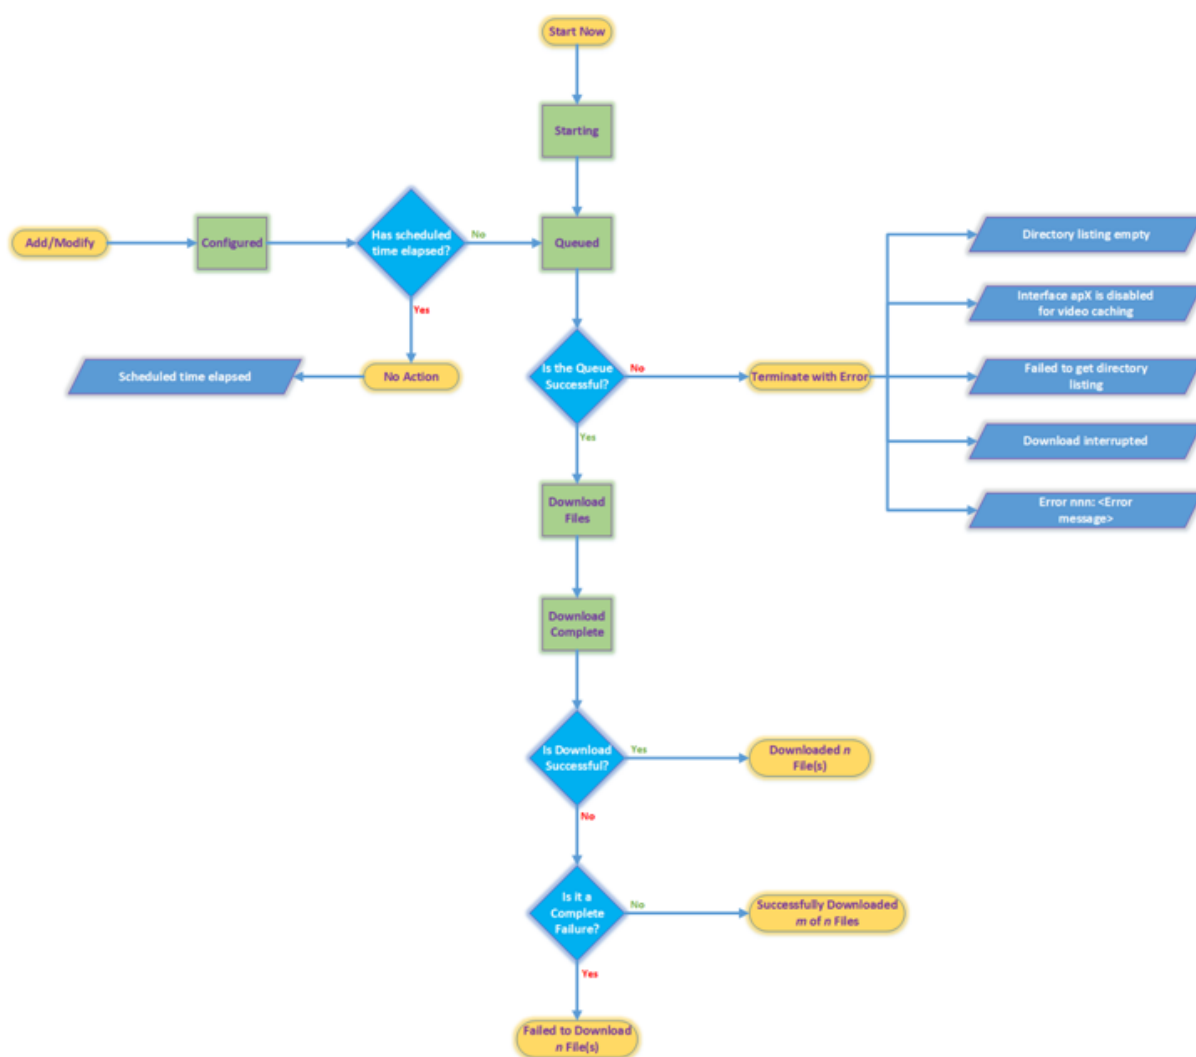 Start Now
Starting
Add/Modify
Configured
Has scheduled
time elapsed?
No
Queued
Yes
No Action
Scheduled time elapsed
Is the Queue
Successful?
No
Terminate with Error
Directory listing empty
Interface apX is disabled
for video caching
Failed to get directory
listing
Download interrupted
Error nnn: <Error
message>
Yes
Download
Files
Download
Complete
Is Download
Successful?
Yes
Downloaded n
File(s)
No
Is it a
Complete
Failure?
No
Successfully Downloaded
m of n Files
Yes
Failed to Download
n File(s)